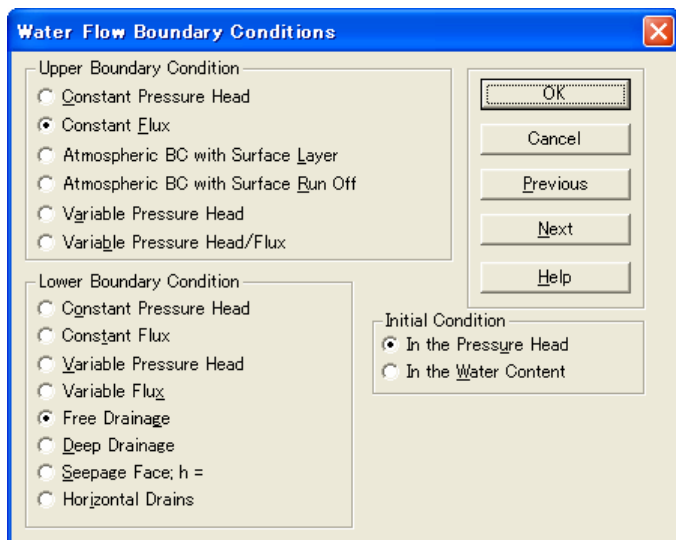 Water Flow Boundary Conditions
Upper Boundary Condition
Constant Pressure Head
Constant Flux
Atmospheric BC with Surface Layer
Atmospheric BC with Surface Run Off
Variable Pressure Head
Variable Pressure Head/Flux
OK
Cancel
Previous
Next
Help
Lower Boundary Condition
Constant Pressure Head
Constant Flux
Variable Pressure Head
Variable Flux
Free Drainage
Deep Drainage
Seepage Face; h =
Horizontal Drains
Initial Condition
In the Pressure Head
In the Water Content